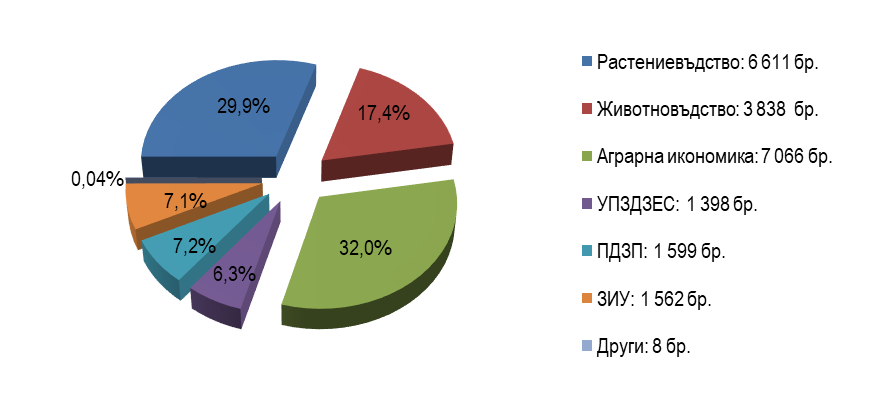 29,9%
17,4%
0,04%
7,1%
7,2%
6,3%
32,0%
Растениевъдство: 6 611 бр.
Животновъдство: 3 838 бр.
Аграрна икономика: 7 066 бр.
УПЗДЗЕС: 1 398 бр.
ПДЗП: 1 599 бр.
ЗИУ: 1 562 бр.
Други: 8 бр.